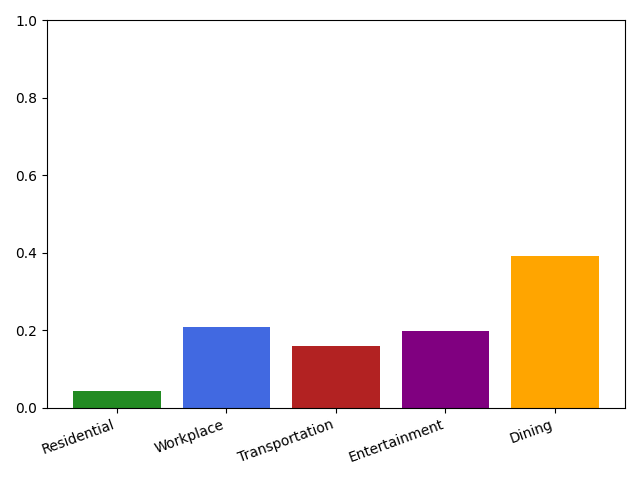 1.0
0.8
0.6
0.4
0.2
0.0
Residential
Workplace
Transportation
Entertainment
Dining